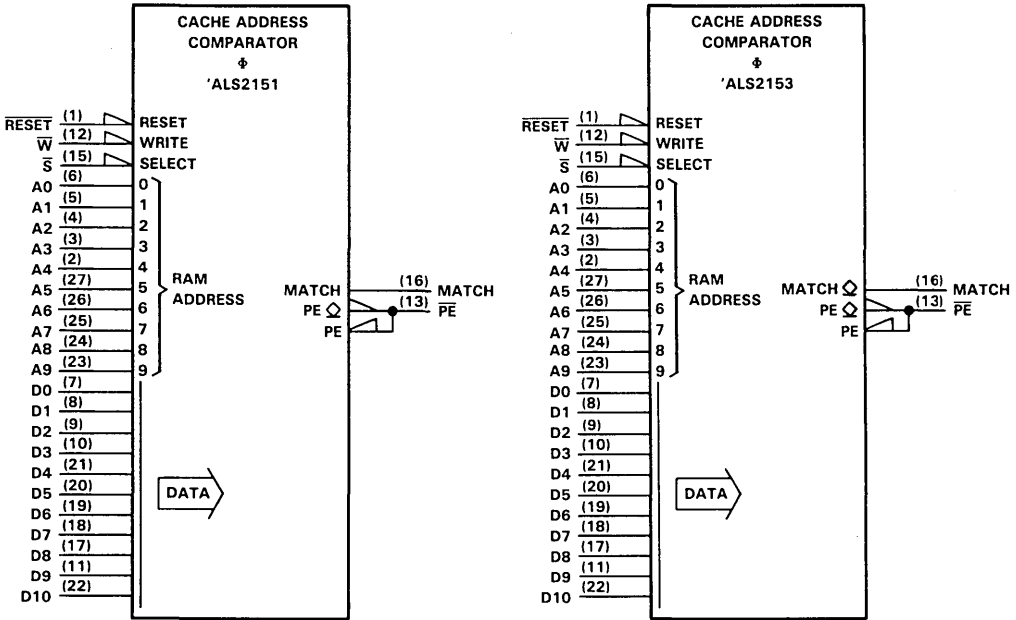 CACHE ADDRESS
COMPARATOR
Φ
'ALS2151
RESET (1) RESET
W (12) WRITE
S (15) SELECT
A0 (6) 0
A1 (5) 1
A2 (4) 2
A3 (3) 3
A4 (2) 4
A5 (27) 5
A6 (26) 6
A7 (25) 7
A8 (24) 8
A9 (23) 9
RAM
ADDRESS
D0 (7)
D1 (8)
D2 (9)
D3 (10)
D4 (21)
D5 (20)
D6 (19)
D7 (18)
D8 (17)
D9 (11)
D10 (22)
DATA
MATCH (16) MATCH
PE (13) PE
PE
CACHE ADDRESS
COMPARATOR
Φ
'ALS2153
RESET (1) RESET
W (12) WRITE
S (15) SELECT
A0 (6) 0
A1 (5) 1
A2 (4) 2
A3 (3) 3
A4 (2) 4
A5 (27) 5
A6 (26) 6
A7 (25) 7
A8 (24) 8
A9 (23) 9
RAM
ADDRESS
D0 (7)
D1 (8)
D2 (9)
D3 (10)
D4 (21)
D5 (20)
D6 (19)
D7 (18)
D8 (17)
D9 (11)
D10 (22)
DATA
MATCH (16) MATCH
PE (13) PE
PE